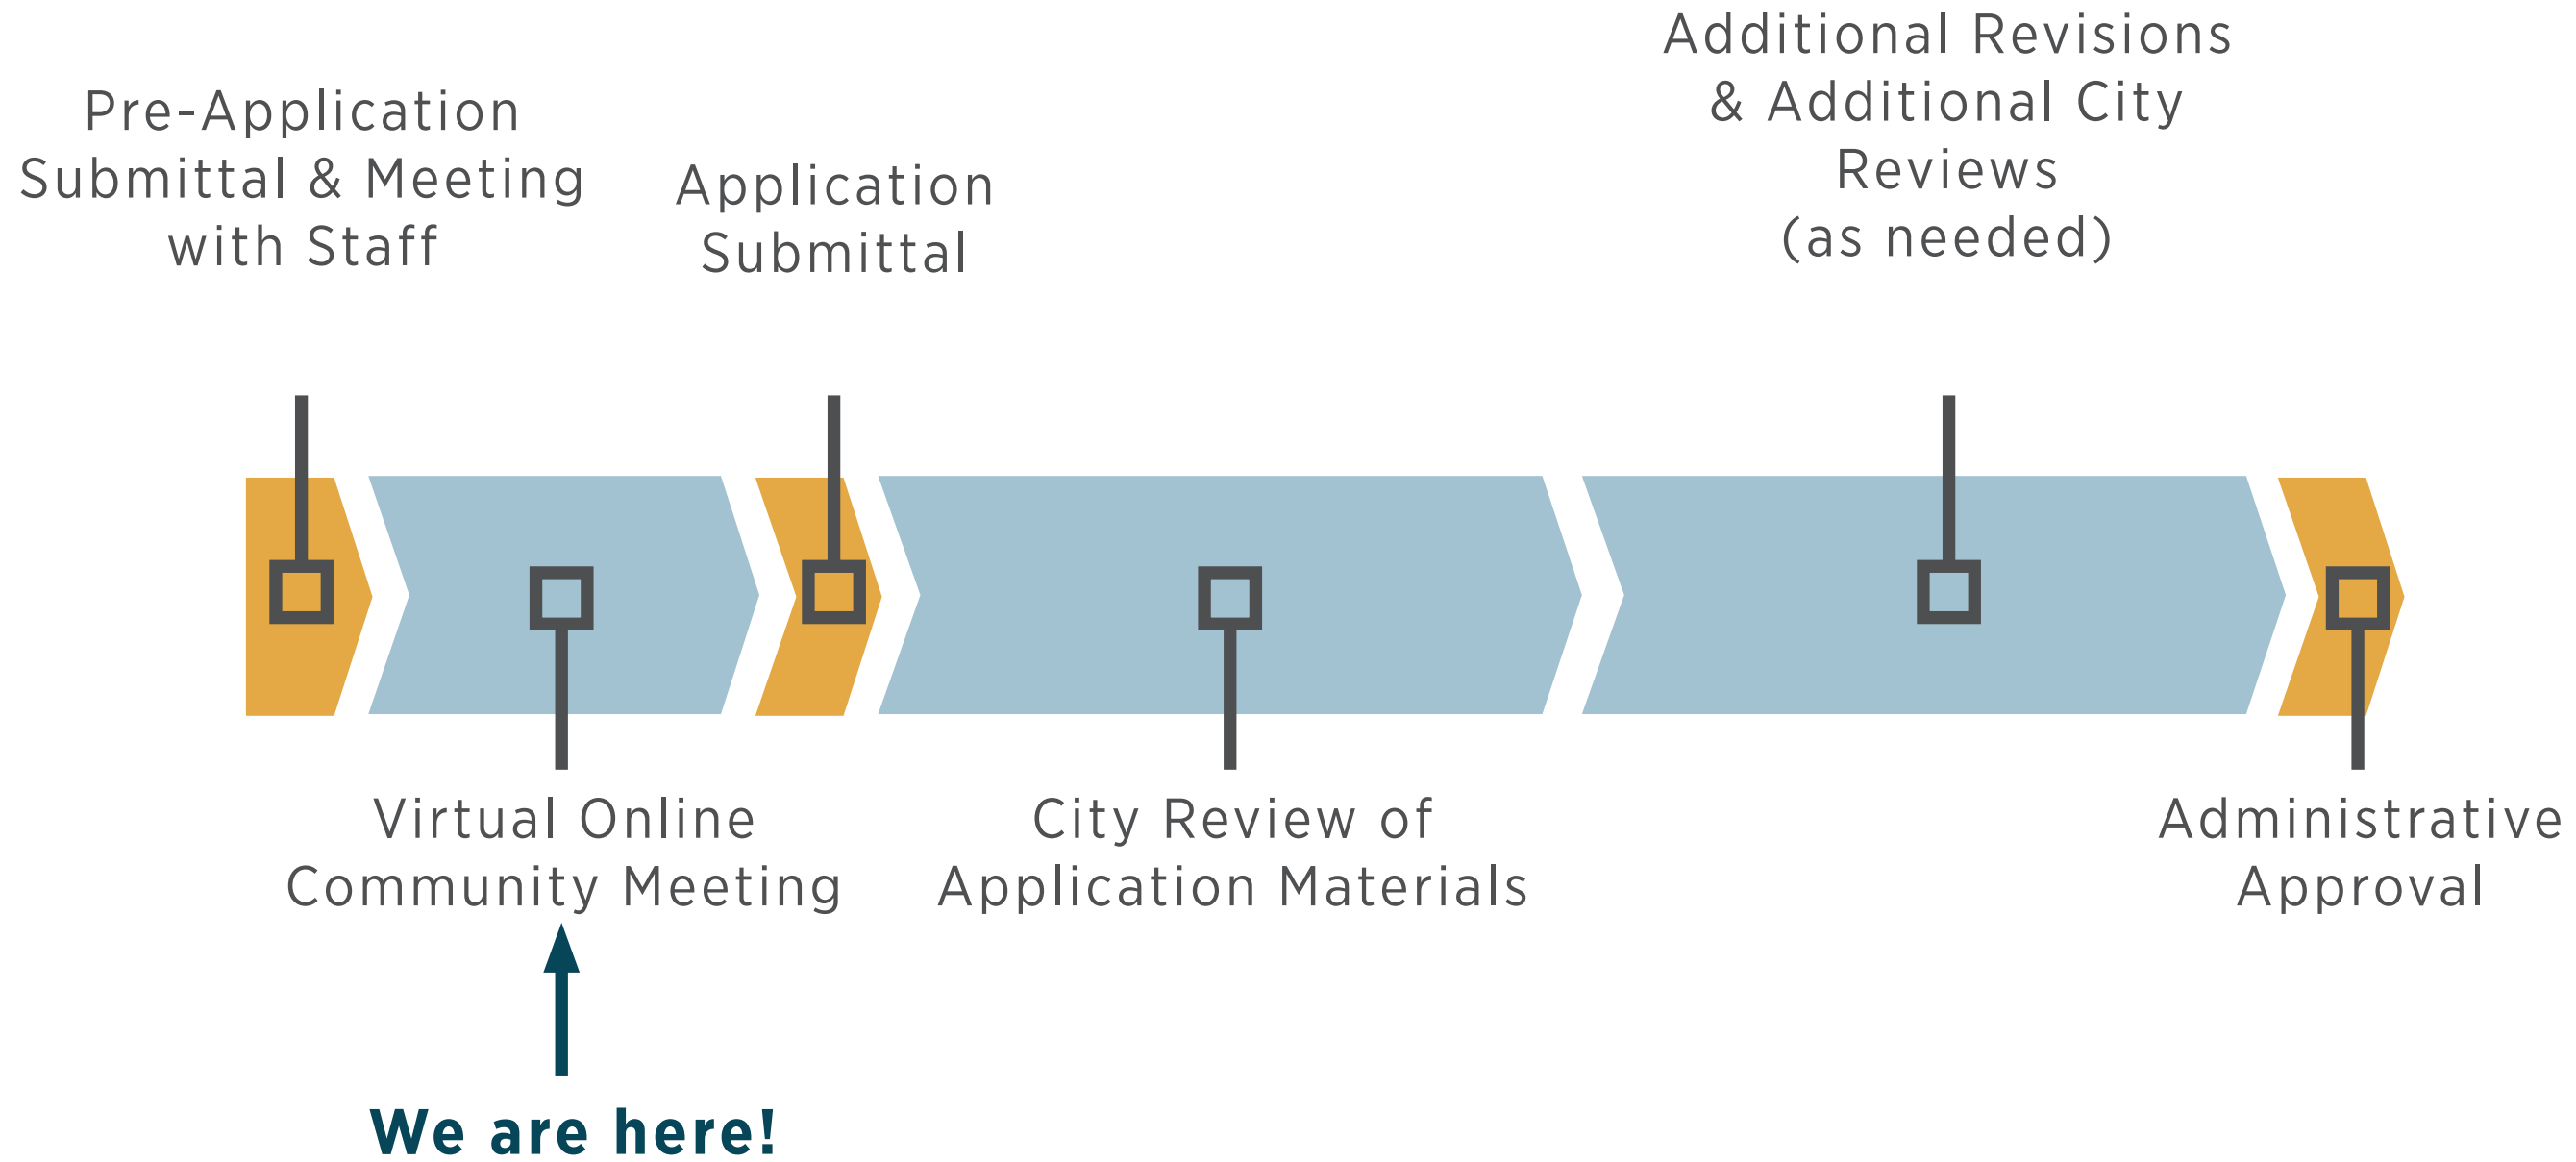 Pre-Application
Submittal & Meeting
with Staff
Application
Submittal
Additional Revisions
& Additional City
Reviews
(as needed)
Virtual Online
Community Meeting
City Review of
Application Materials
Administrative
Approval
We are here!